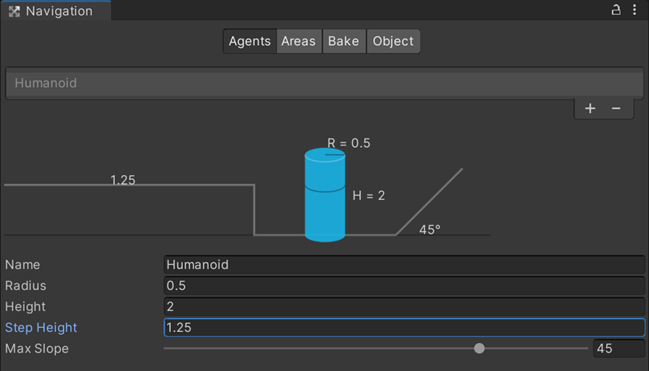 Navigation
Agents Areas Bake Object
Humanoid
+ −
R = 0.5
1.25
H = 2
45°
Name Humanoid
Radius 0.5
Height 2
Step Height 1.25
Max Slope 45